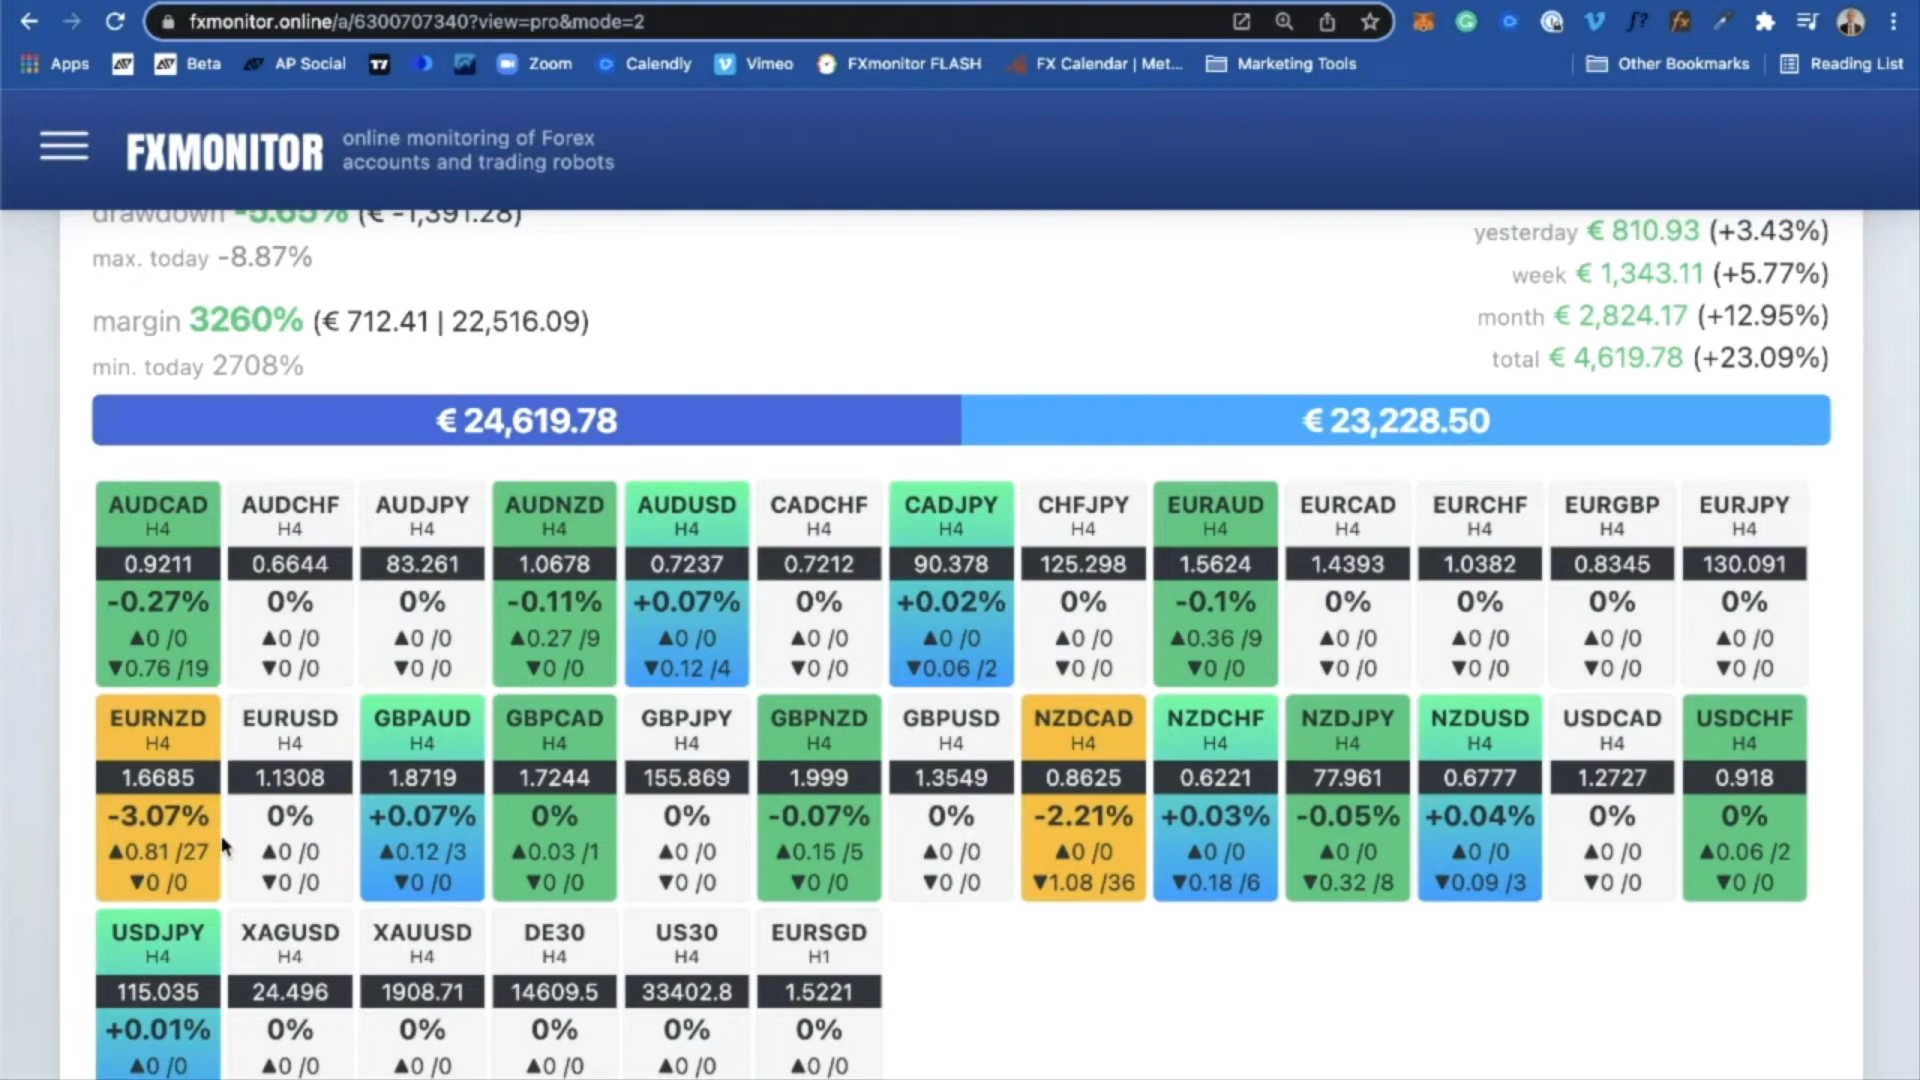 fxmonitor.online/a/6300707340?view=pro&mode=2
Apps Beta AP Social Zoom Calendly Vimeo FXmonitor FLASH FX Calendar | Met... Marketing Tools Other Bookmarks Reading List
FXMONITOR online monitoring of Forex
accounts and trading robots
drawdown -5.65% (€ -1,391.28)
max. today -8.87%
margin 3260% (€ 712.41 | 22,516.09)
min. today 2708%
yesterday € 810.93 (+3.43%)
week € 1,343.11 (+5.77%)
month € 2,824.17 (+12.95%)
total € 4,619.78 (+23.09%)
€ 24,619.78 € 23,228.50
AUDCAD AUDCHF AUDJPY AUDNZD AUDUSD CADCHF CADJPY CHFJPY EURAUD EURCAD EURCHF EURGBP EURJPY
H4 H4 H4 H4 H4 H4 H4 H4 H4 H4 H4 H4 H4
0.9211 0.6644 83.261 1.0678 0.7237 0.7212 90.378 125.298 1.5624 1.4393 1.0382 0.8345 130.091
-0.27% 0% 0% -0.11% +0.07% 0% +0.02% 0% -0.1% 0% 0% 0% 0%
▲0 /0 ▲0 /0 ▲0 /0 ▲0.27 /9 ▲0 /0 ▲0 /0 ▲0 /0 ▲0 /0 ▲0.36 /9 ▲0 /0 ▲0 /0 ▲0 /0 ▲0 /0
▼0.76 /19 ▼0 /0 ▼0 /0 ▼0 /0 ▼0.12 /4 ▼0 /0 ▼0.06 /2 ▼0 /0 ▼0 /0 ▼0 /0 ▼0 /0 ▼0 /0 ▼0 /0
EURNZD EURUSD GBPAUD GBPCAD GBPJPY GBPNZD GBPUSD NZDCAD NZDCHF NZDJPY NZDUSD USDCAD USDCHF
H4 H4 H4 H4 H4 H4 H4 H4 H4 H4 H4 H4 H4
1.6685 1.1308 1.8719 1.7244 155.869 1.999 1.3549 0.8625 0.6221 77.961 0.6777 1.2727 0.918
-3.07% 0% +0.07% 0% 0% -0.07% 0% -2.21% +0.03% -0.05% +0.04% 0% 0%
▲0.81 /27 ▲0 /0 ▲0.12 /3 ▲0.03 /1 ▲0 /0 ▲0.15 /5 ▲0 /0 ▲0 /0 ▲0 /0 ▲0 /0 ▲0 /0 ▲0 /0 ▲0.06 /2
▼0 /0 ▼0 /0 ▼0 /0 ▼0 /0 ▼0 /0 ▼0 /0 ▼0 /0 ▼1.08 /36 ▼0.18 /6 ▼0.32 /8 ▼0.09 /3 ▼0 /0 ▼0 /0
USDJPY XAGUSD XAUUSD DE30 US30 EURSGD
H4 H4 H4 H4 H4 H1
115.035 24.496 1908.71 14609.5 33402.8 1.5221
+0.01% 0% 0% 0% 0% 0%
▲0 /0 ▲0 /0 ▲0 /0 ▲0 /0 ▲0 /0 ▲0 /0